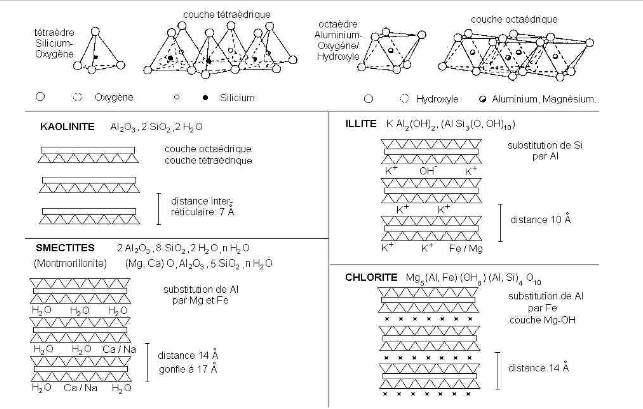 tétraèdre
Silicium-
Oxygène
couche tétraédrique
octaèdre
Aluminium-
Oxygène/
Hydroxyle
couche octaédrique
Oxygène
Silicium
Hydroxyle
Aluminium, Magnésium..
KAOLINITE Al₂O₃, 2 SiO₂, 2 H₂O
couche octaédrique
couche tétraédrique
distance inter-
réticulaire: 7 Å
SMECTITES 2 Al₂O₃, 8 SiO₂, 2 H₂O, n H₂O
(Montmorillonite) (Mg, Ca) O, Al₂O₃, 5 SiO₂, n H₂O
substitution de Al
par Mg et Fe
H₂O H₂O H₂O
H₂O H₂O Ca / Na
distance 14 Å
gonfle à 17 Å
H₂O Ca / Na H₂O
ILLITE K Al₂(OH)₂, (Al Si₃(O, OH)₁₀)
substitution de Si
par Al
K⁺ OH⁻ K⁺
K⁺ K⁺
distance 10 Å
K⁺ K⁺ Fe / Mg
CHLORITE Mg₅(Al, Fe) (OH₈) (Al, Si)₄ O₁₀
substitution de Al
par Fe
couche Mg-OH
distance 14 Å